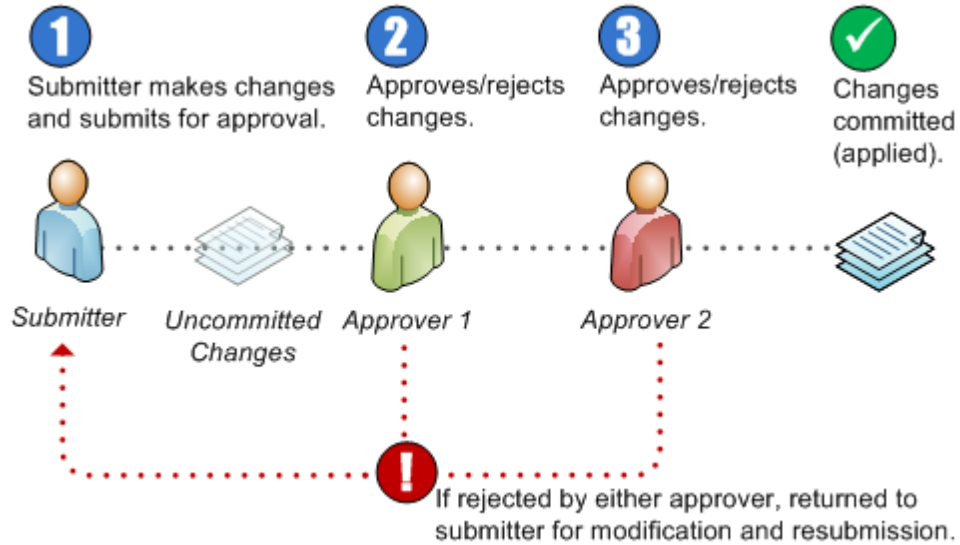 1
Submitter makes changes
and submits for approval.
2
Approves/rejects
changes.
3
Approves/rejects
changes.
Changes
committed
(applied).
Submitter
Uncommitted
Changes
Approver 1
Approver 2
!
If rejected by either approver, returned to
submitter for modification and resubmission.